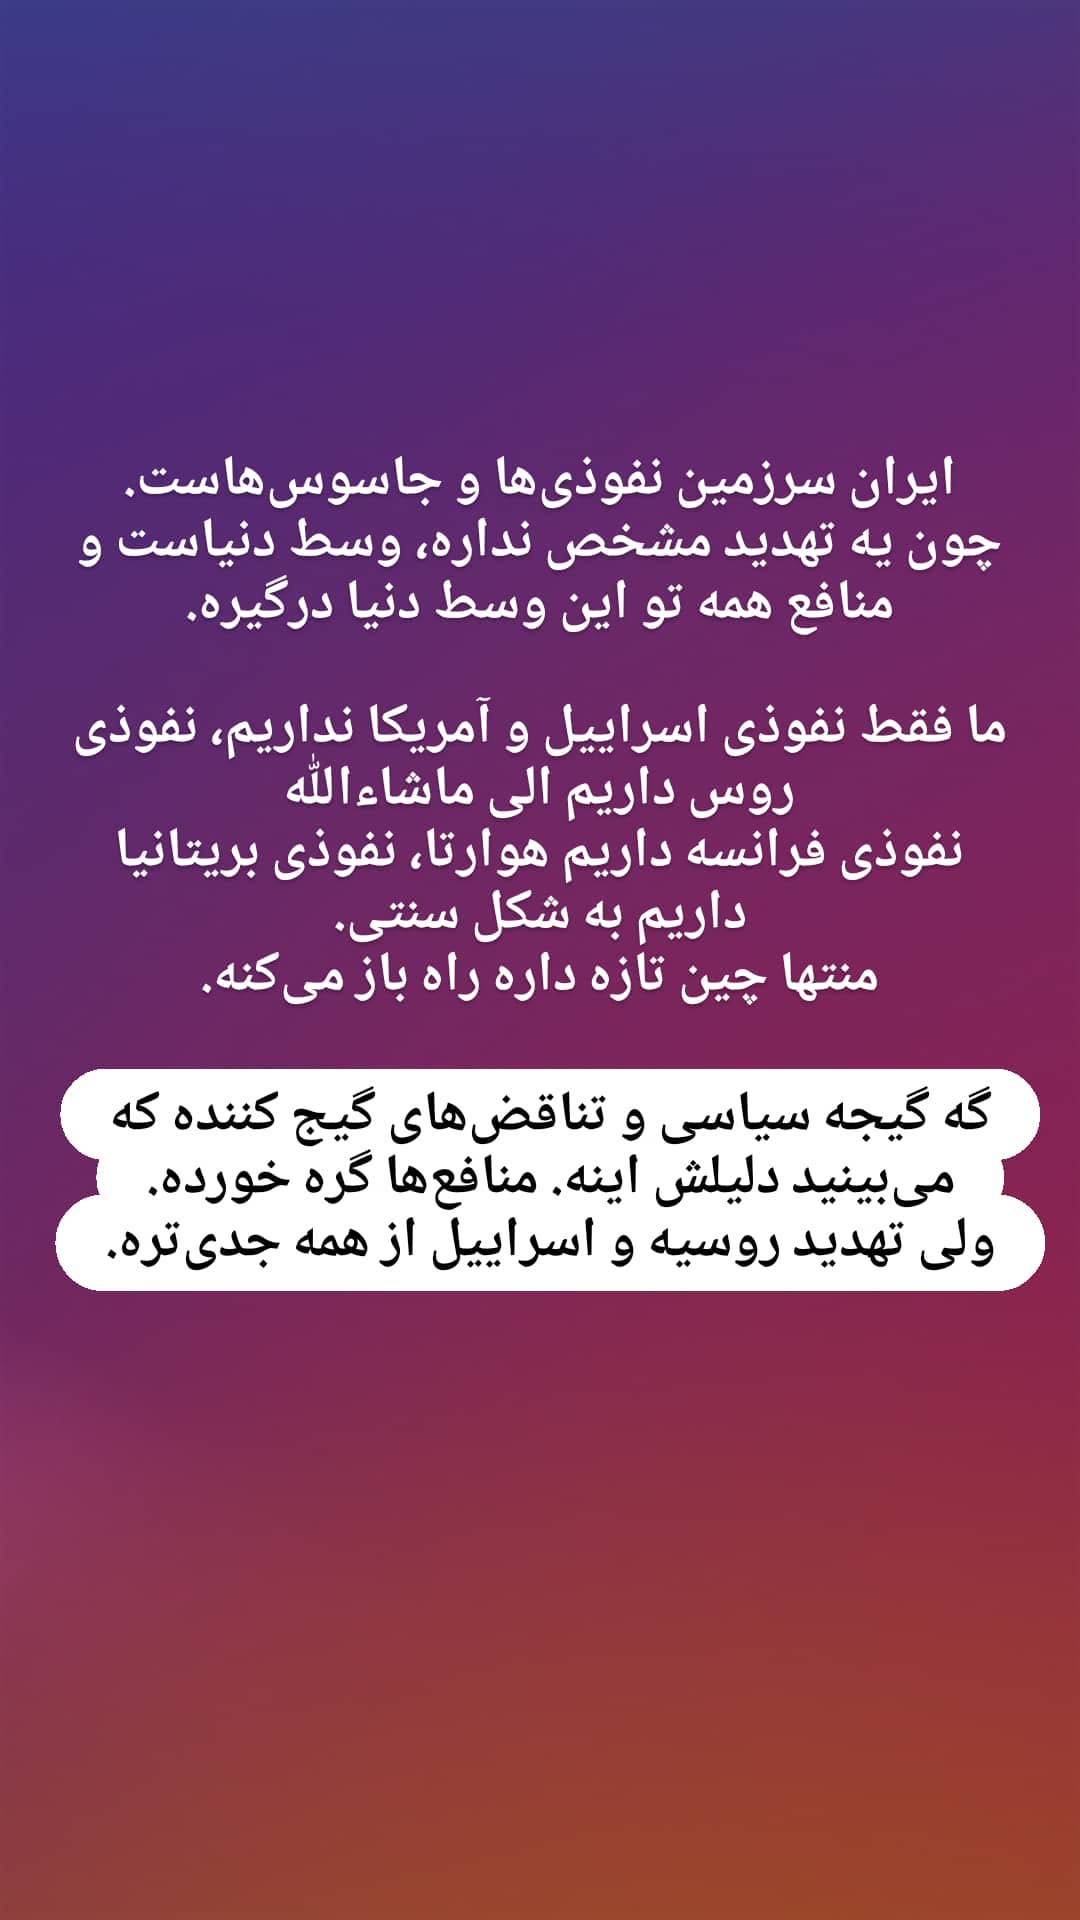 ایران سرزمین نفوذی‌ها و جاسوس‌هاست.
چون یه تهدید مشخص نداره، وسط دنیاست و
منافع همه تو این وسط دنیا درگیره.
ما فقط نفوذی اسراییل و آمریکا نداریم، نفوذی
روس داریم الی ماشاءالله
نفوذی فرانسه داریم هوارتا، نفوذی بریتانیا
داریم به شکل سنتی.
منتها چین تازه داره راه باز می‌کنه.
گه گیجه سیاسی و تناقض‌های گیج کننده که
می‌بینید دلیلش اینه. منافع‌ها گره خورده.
ولی تهدید روسیه و اسراییل از همه جدی‌تره.